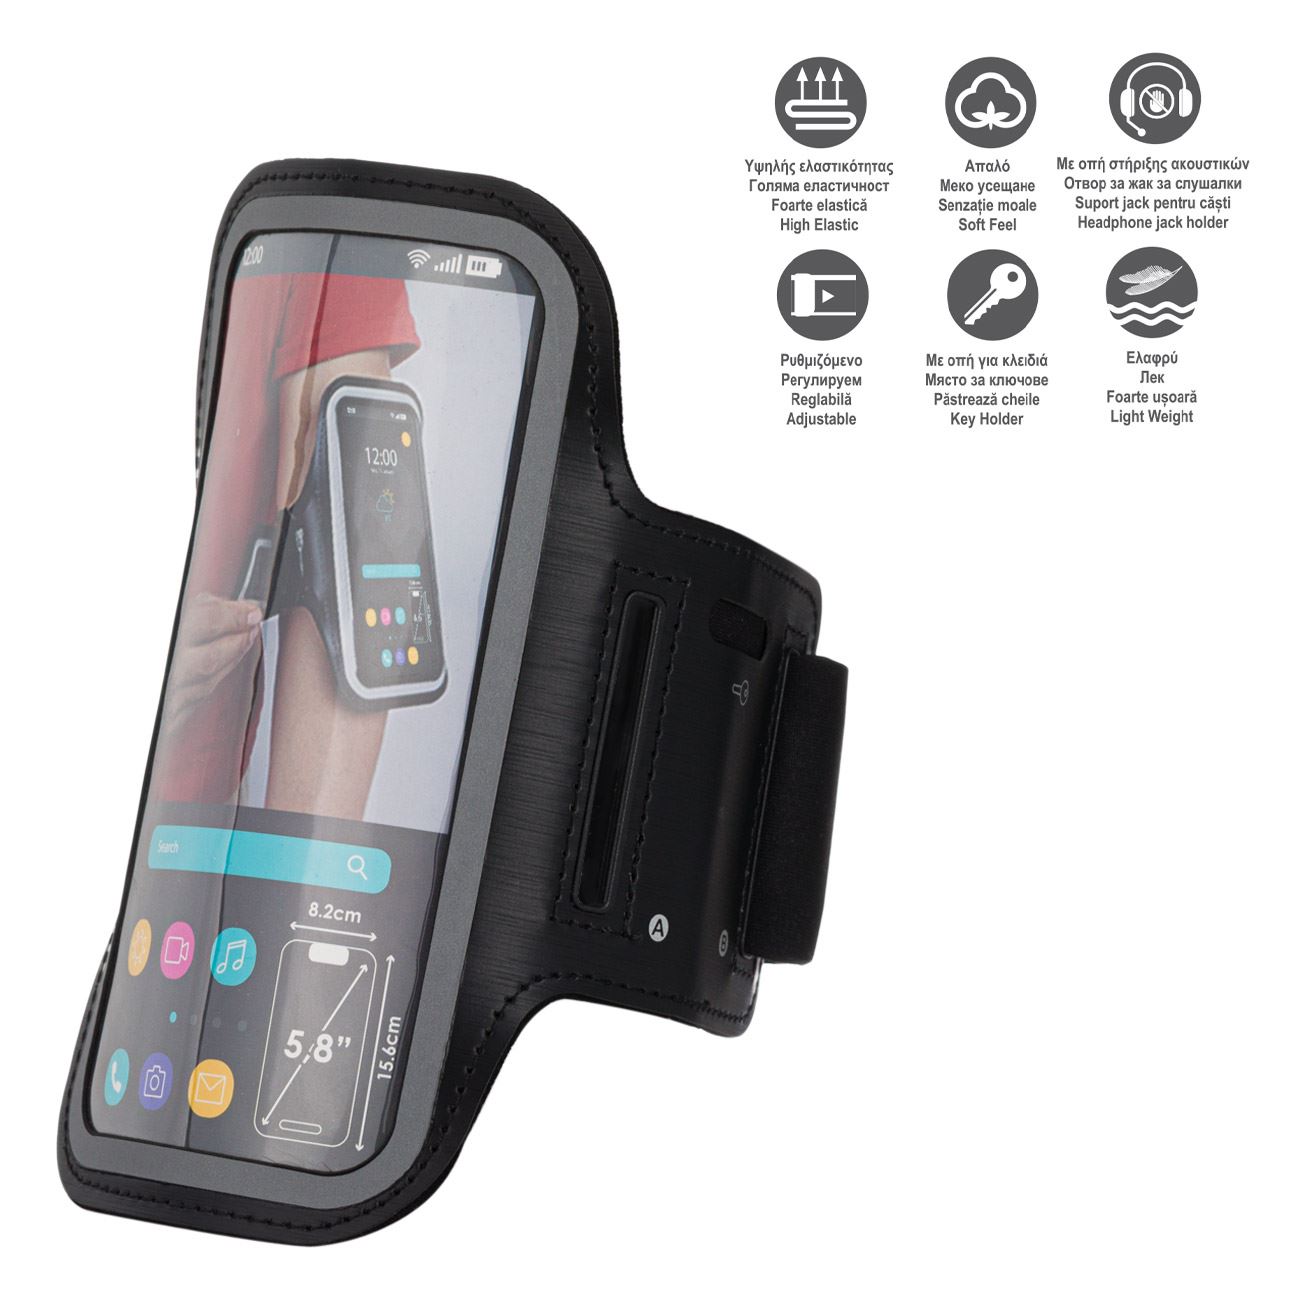 Υψηλής ελαστικότητας
Голяма еластичност
Foarte elastică
High Elastic
Απαλό
Меко усещане
Senzație moale
Soft Feel
Με οπή στήριξης ακουστικών
Отвор за жак за слушалки
Suport jack pentru căști
Headphone jack holder
Ρυθμιζόμενο
Регулируем
Reglabilă
Adjustable
Με οπή για κλειδιά
Място за ключове
Păstrează cheile
Key Holder
Ελαφρύ
Лек
Foarte ușoară
Light Weight
12:00
12:00
Search
8.2cm
5,8”
15.6cm
A
B